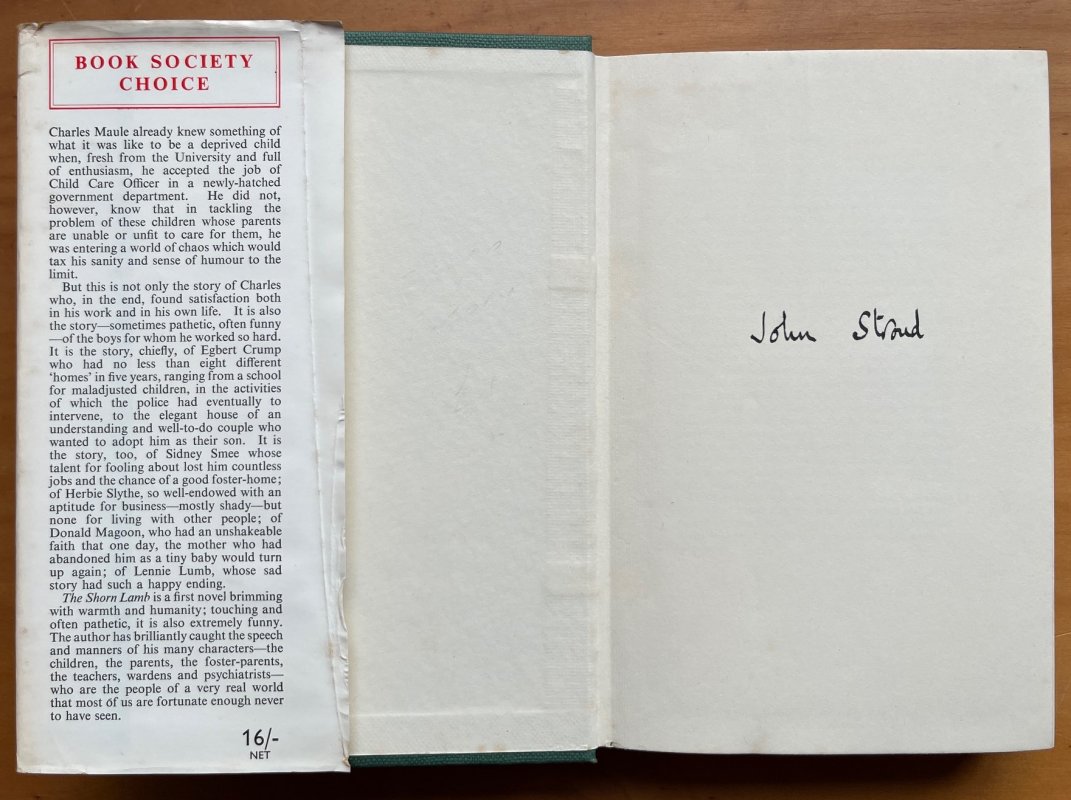 BOOK SOCIETY
CHOICE
Charles Maule already knew something of
what it was like to be a deprived child
when, fresh from the University and full
of enthusiasm, he accepted the job of
Child Care Officer in a newly-hatched
government department. He did not,
however, know that in tackling the
problem of these children whose parents
are unable or unfit to care for them, he
was entering a world of chaos which would
tax his sanity and sense of humour to the
limit.
But this is not only the story of Charles
who, in the end, found satisfaction both
in his work and in his own life. It is also
the story—sometimes pathetic, often funny
—of the boys for whom he worked so hard.
It is the story, chiefly, of Egbert Crump
who had no less than eight different
'homes' in five years, ranging from a school
for maladjusted children, in the activities
of which the police had eventually to
intervene, to the elegant house of an
understanding and well-to-do couple who
wanted to adopt him as their son. It is
the story, too, of Sidney Smee whose
talent for fooling about lost him countless
jobs and the chance of a good foster-home;
of Herbie Slythe, so well-endowed with an
aptitude for business—mostly shady—but
none for living with other people; of
Donald Magoon, who had an unshakeable
faith that one day, the mother who had
abandoned him as a tiny baby would turn
up again; of Lennie Lumb, whose sad
story had such a happy ending.
The Shorn Lamb is a first novel brimming
with warmth and humanity; touching and
often pathetic, it is also extremely funny.
The author has brilliantly caught the speech
and manners of his many characters—the
children, the parents, the foster-parents,
the teachers, wardens and psychiatrists—
who are the people of a very real world
that most of us are fortunate enough never
to have seen.
16/-
NET
John Stroud